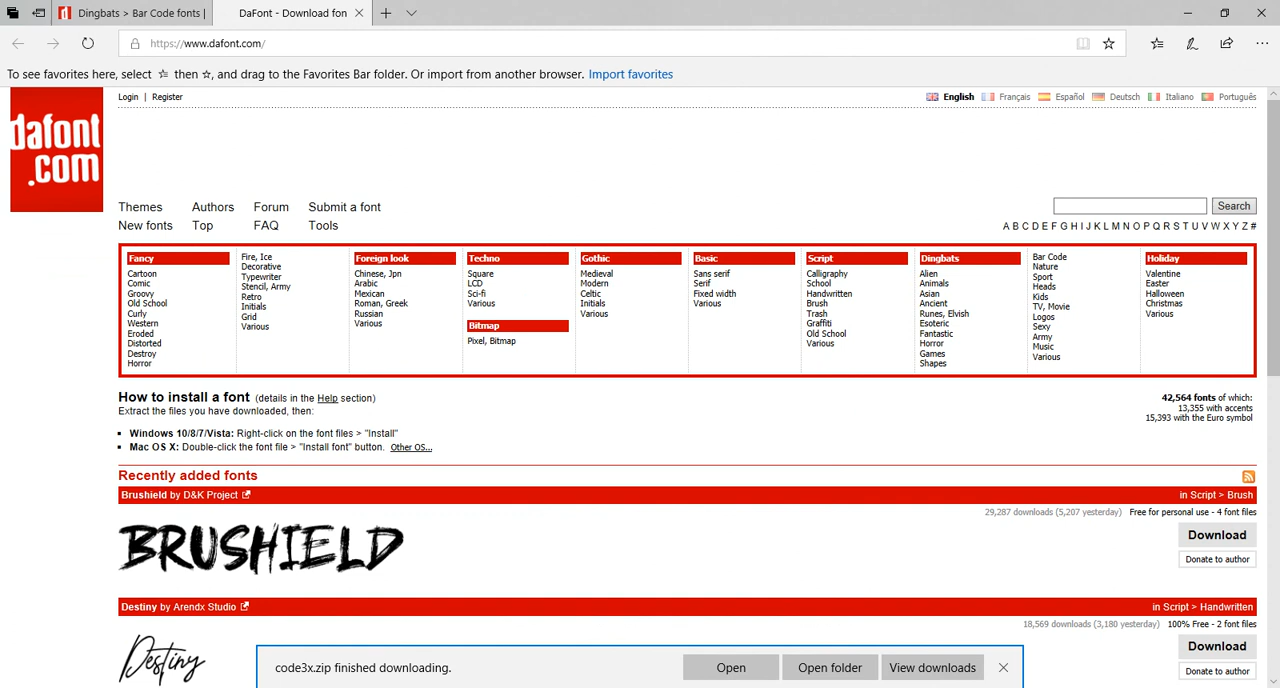 Dingbats > Bar Code fonts |
DaFont - Download fon
https://www.dafont.com/
To see favorites here, select then , and drag to the Favorites Bar folder. Or import from another browser. Import favorites
dafont
.com
Login | Register
English Français Español Deutsch Italiano Português
Themes Authors Forum Submit a font
New fonts Top FAQ Tools
Search
A B C D E F G H I J K L M N O P Q R S T U V W X Y Z #
Fancy
Cartoon
Comic
Groovy
Old School
Curly
Western
Eroded
Distorted
Destroy
Horror
Fire, Ice
Decorative
Typewriter
Stencil, Army
Retro
Initials
Grid
Various
Foreign look
Chinese, Jpn
Arabic
Mexican
Roman, Greek
Russian
Various
Techno
Square
LCD
Sci-fi
Various
Bitmap
Pixel, Bitmap
Gothic
Medieval
Modern
Celtic
Initials
Various
Basic
Sans serif
Serif
Fixed width
Various
Script
Calligraphy
School
Handwritten
Brush
Trash
Graffiti
Old School
Various
Dingbats
Alien
Animals
Asian
Ancient
Runes, Elvish
Esoteric
Fantastic
Horror
Games
Shapes
Bar Code
Nature
Sport
Heads
Kids
TV, Movie
Logos
Sexy
Army
Music
Various
Holiday
Valentine
Easter
Halloween
Christmas
Various
How to install a font (details in the Help section)
Extract the files you have downloaded, then:
Windows 10/8/7/Vista: Right-click on the font files > "Install"
Mac OS X: Double-click the font file > "Install font" button. Other OS...
42,564 fonts of which:
13,355 with accents
15,393 with the Euro symbol
Recently added fonts
Brushield by D&K Project in Script > Brush
29,287 downloads (5,207 yesterday) Free for personal use - 4 font files
BRUSHIELD
Download
Donate to author
Destiny by Arendx Studio in Script > Handwritten
18,569 downloads (3,180 yesterday) 100% Free - 2 font files
Destiny
Download
Donate to author
code3x.zip finished downloading. Open Open folder View downloads